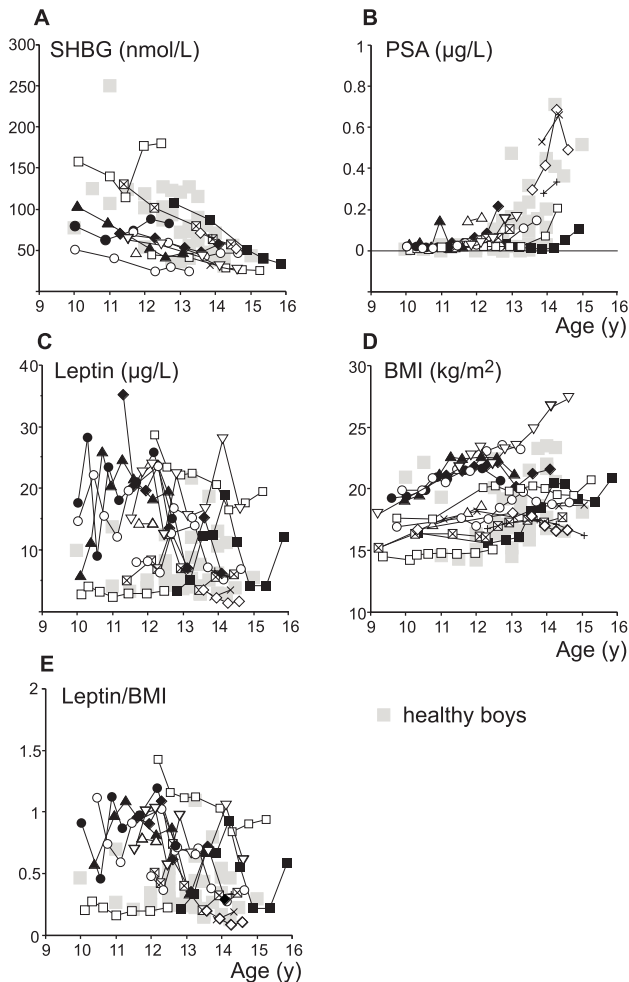 A
SHBG (nmol/L)
300
250
200
150
100
50
9 10 11 12 13 14 15 16
B
PSA (µg/L)
1
0.8
0.6
0.4
0.2
0
9 10 11 12 13 14 15 16
Age (y)
C
Leptin (µg/L)
40
30
20
10
9 10 11 12 13 14 15 16
D
BMI (kg/m²)
30
25
20
15
10
9 10 11 12 13 14 15 16
Age (y)
E
Leptin/BMI
2
1.5
1
0.5
0
9 10 11 12 13 14 15 16
Age (y)
healthy boys